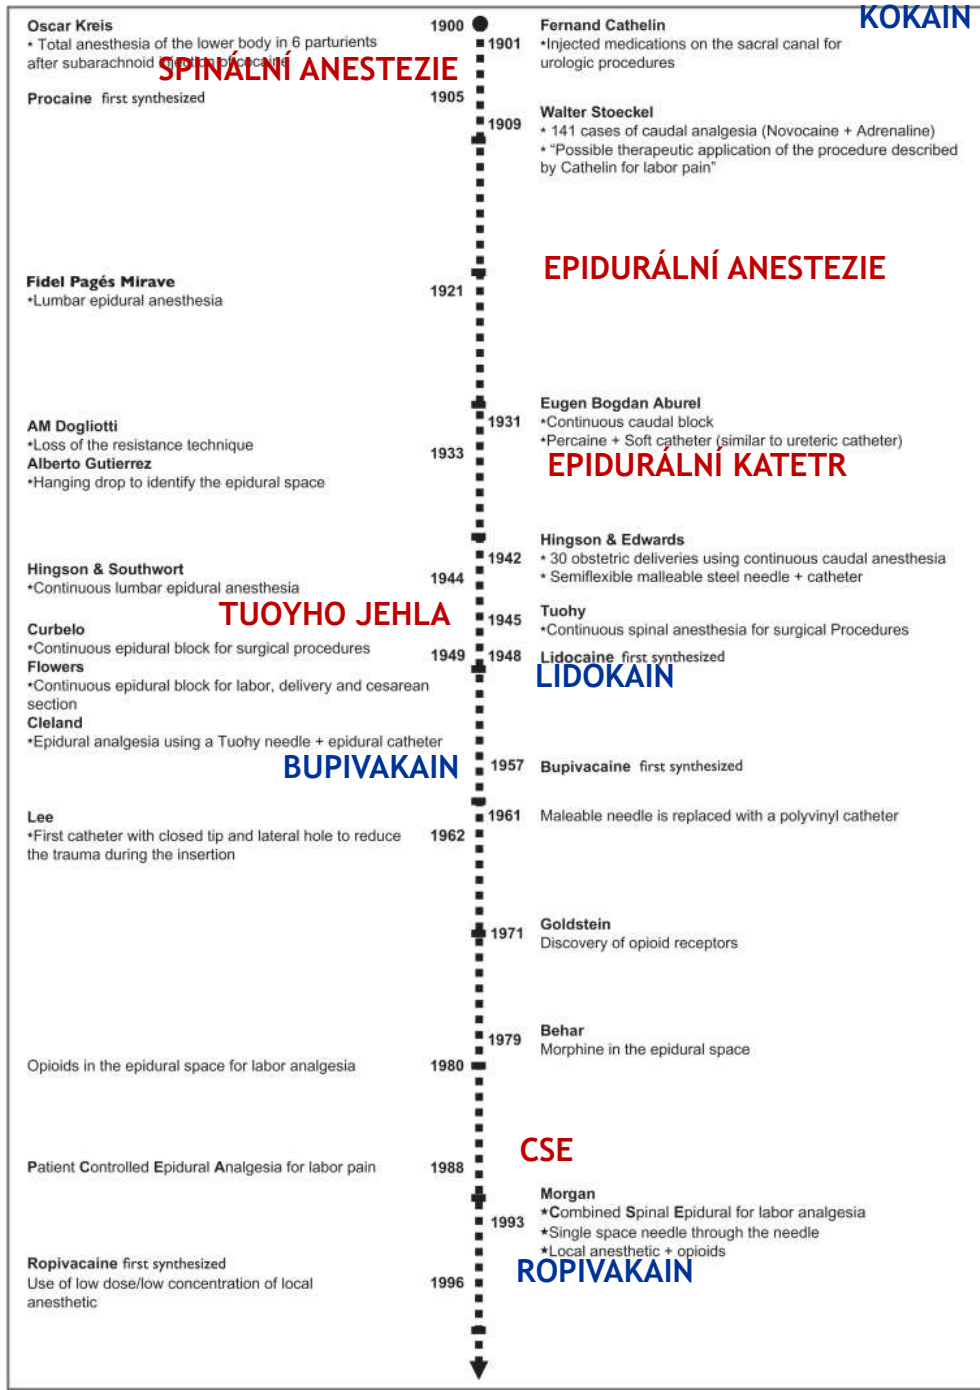 KOKAIN
Oscar Kreis
1900
* Total anesthesia of the lower body in 6 parturients
after subarachnoid injection of cocaine
SPINÁLNÍ ANESTEZIE
Fernand Cathelin
1901
*Injected medications on the sacral canal for
urologic procedures
Procaine first synthesized
1905
Walter Stoeckel
1909
* 141 cases of caudal analgesia (Novocaine + Adrenaline)
* “Possible therapeutic application of the procedure described
by Cathelin for labor pain”
EPIDURÁLNÍ ANESTEZIE
Fidel Pagés Mirave
1921
*Lumbar epidural anesthesia
Eugen Bogdan Aburel
1931
*Continuous caudal block
*Percaine + Soft catheter (similar to ureteric catheter)
EPIDURÁLNÍ KATETR
AM Dogliotti
*Loss of the resistance technique
1933
Alberto Gutierrez
*Hanging drop to identify the epidural space
Hingson & Edwards
1942
* 30 obstetric deliveries using continuous caudal anesthesia
* Semiflexible malleable steel needle + catheter
Hingson & Southwort
1944
*Continuous lumbar epidural anesthesia
TUOYHO JEHLA
Tuohy
1945
*Continuous spinal anesthesia for surgical Procedures
Curbelo
*Continuous epidural block for surgical procedures
1949
1948
Lidocaine first synthesized
LIDOKAIN
Flowers
*Continuous epidural block for labor, delivery and cesarean
section
Cleland
*Epidural analgesia using a Tuohy needle + epidural catheter
BUPIVAKAIN
1957
Bupivacaine first synthesized
1961
Maleable needle is replaced with a polyvinyl catheter
Lee
*First catheter with closed tip and lateral hole to reduce
1962
the trauma during the insertion
Goldstein
1971
Discovery of opioid receptors
Behar
1979
Morphine in the epidural space
Opioids in the epidural space for labor analgesia
1980
CSE
Patient Controlled Epidural Analgesia for labor pain
1988
Morgan
*Combined Spinal Epidural for labor analgesia
1993
*Single space needle through the needle
*Local anesthetic + opioids
ROPIVAKAIN
Ropivacaine first synthesized
Use of low dose/low concentration of local
1996
anesthetic